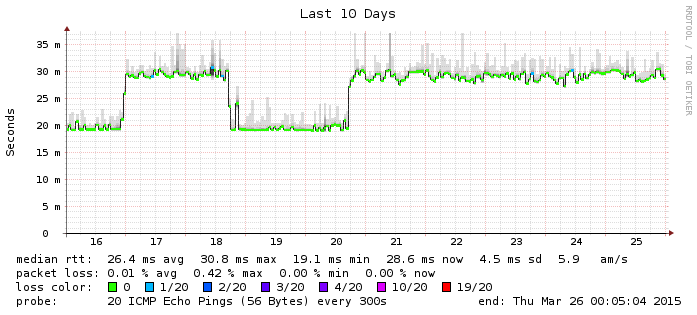 Last 10 Days
RRDTOOL / TOBI OETIKER
Seconds
35 m
30 m
25 m
20 m
15 m
10 m
5 m
0
16 17 18 19 20 21 22 23 24 25
median rtt: 26.4 ms avg 30.8 ms max 19.1 ms min 28.6 ms now 4.5 ms sd 5.9 am/s
packet loss: 0.01 % avg 0.42 % max 0.00 % min 0.00 % now
loss color: 0 1/20 2/20 3/20 4/20 10/20 19/20
probe: 20 ICMP Echo Pings (56 Bytes) every 300s end: Thu Mar 26 00:05:04 2015